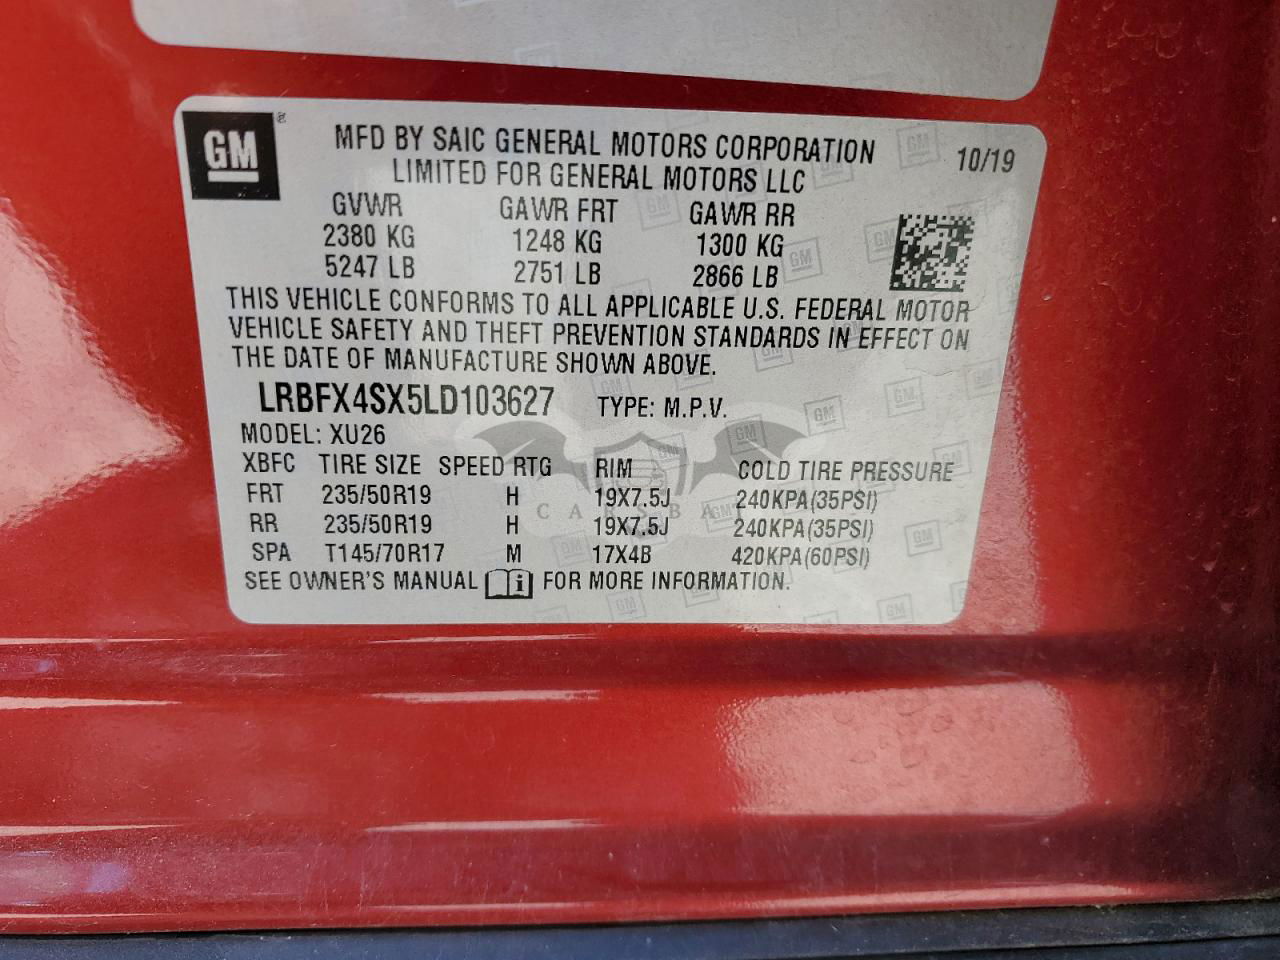 GM ®
MFD BY SAIC GENERAL MOTORS CORPORATION
LIMITED FOR GENERAL MOTORS LLC
10/19
GVWR GAWR FRT GAWR RR
2380 KG 1248 KG 1300 KG
5247 LB 2751 LB 2866 LB
THIS VEHICLE CONFORMS TO ALL APPLICABLE U.S. FEDERAL MOTOR
VEHICLE SAFETY AND THEFT PREVENTION STANDARDS IN EFFECT ON
THE DATE OF MANUFACTURE SHOWN ABOVE.
LRBFX4SX5LD103627 TYPE: M.P.V.
MODEL: XU26
XBFC TIRE SIZE SPEED RTG RIM COLD TIRE PRESSURE
FRT 235/50R19 H 19X7.5J 240KPA(35PSI)
RR 235/50R19 H 19X7.5J 240KPA(35PSI)
SPA T145/70R17 M 17X4B 420KPA(60PSI)
SEE OWNER'S MANUAL FOR MORE INFORMATION.